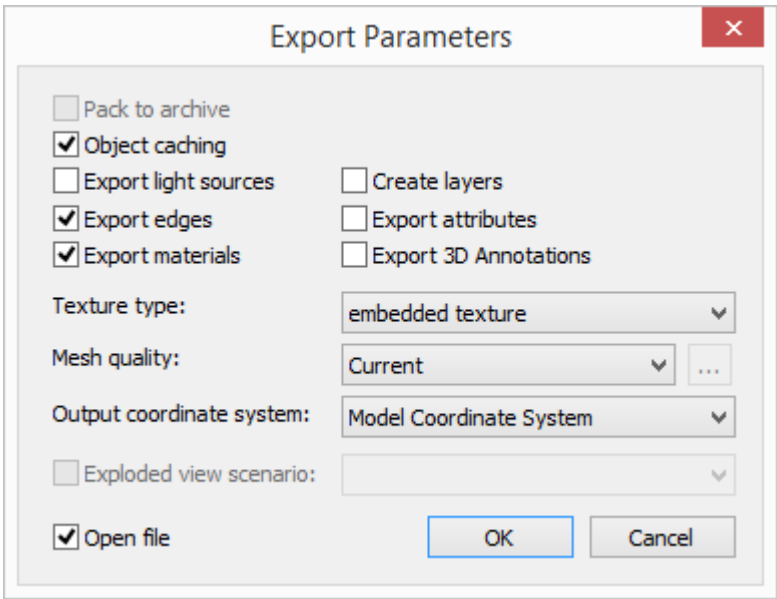 Export Parameters
Pack to archive
Object caching
Export light sources Create layers
Export edges Export attributes
Export materials Export 3D Annotations
Texture type: embedded texture
Mesh quality: Current ...
Output coordinate system: Model Coordinate System
Exploded view scenario:
Open file OK Cancel